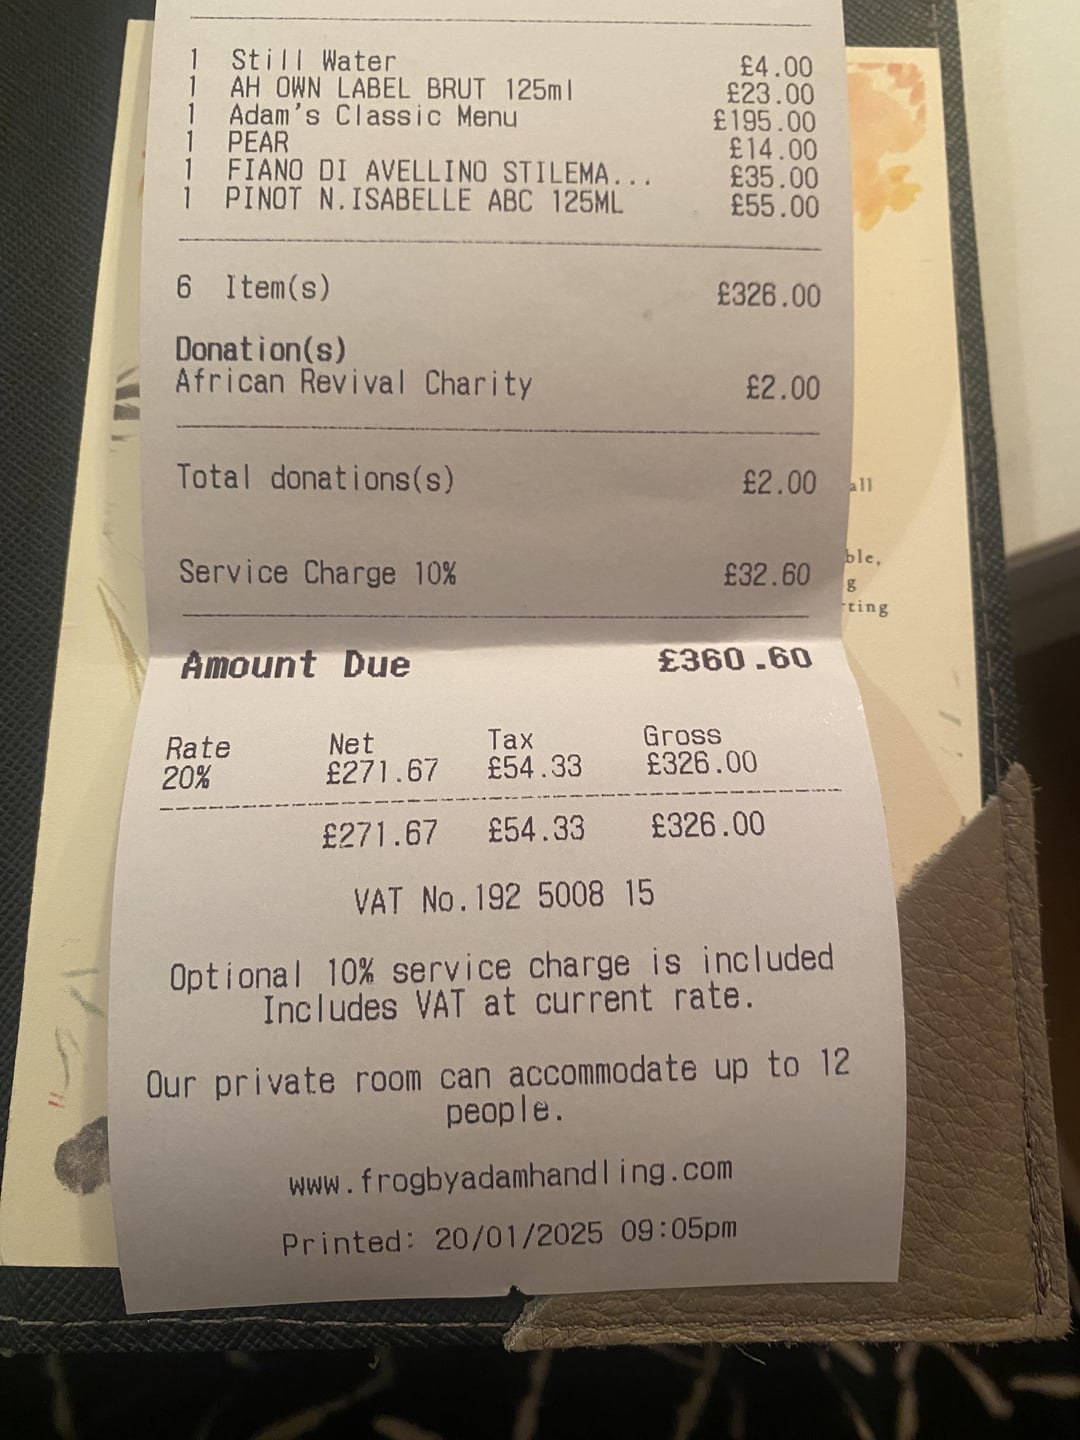 1 Still Water £4.00
1 AH OWN LABEL BRUT 125ml £23.00
1 Adam's Classic Menu £195.00
1 PEAR £14.00
1 FIANO DI AVELLINO STILEMA... £35.00
1 PINOT N.ISABELLE ABC 125ML £55.00
6 Item(s) £326.00
Donation(s)
African Revival Charity £2.00
Total donations(s) £2.00
Service Charge 10% £32.60
Amount Due £360.60
Rate Net Tax Gross
20% £271.67 £54.33 £326.00
£271.67 £54.33 £326.00
VAT No.192 5008 15
Optional 10% service charge is included
Includes VAT at current rate.
Our private room can accommodate up to 12
people.
www.frogbyadamhandling.com
Printed: 20/01/2025 09:05pm
all